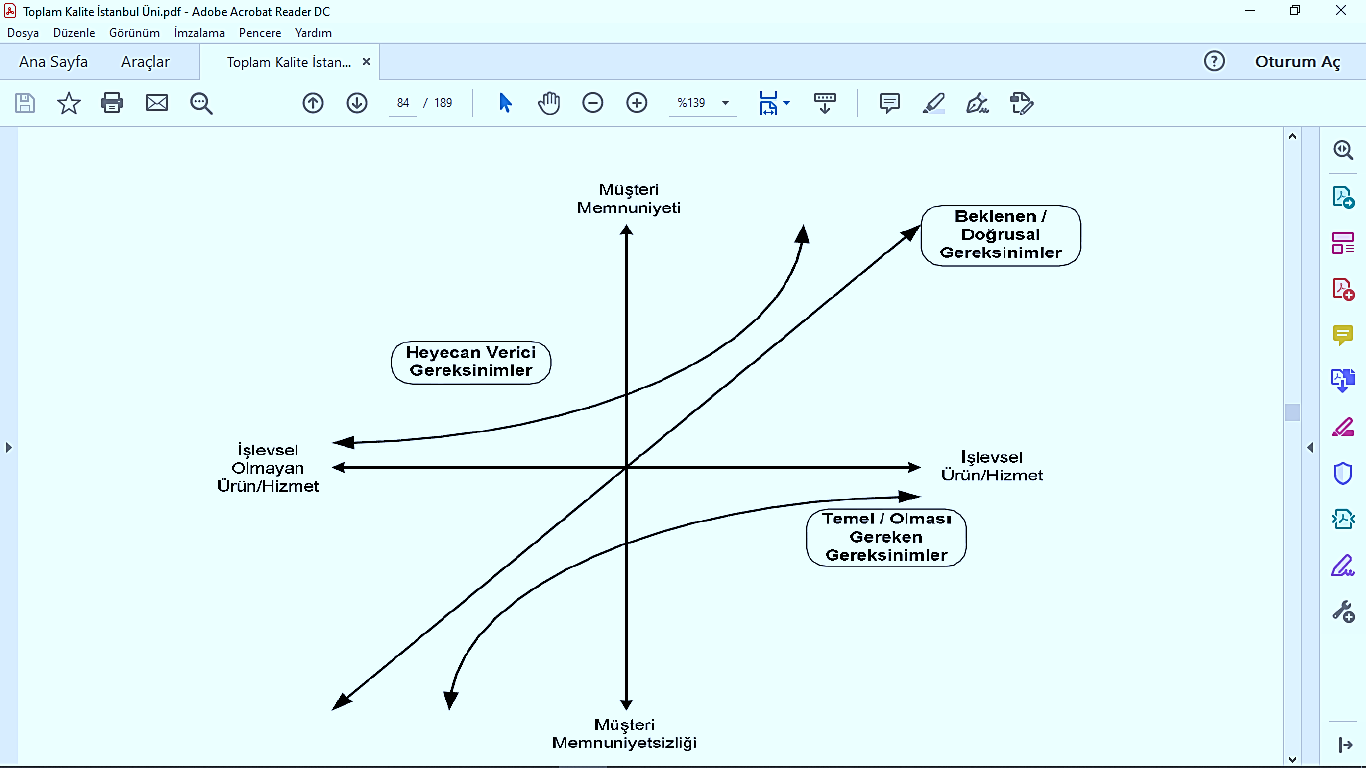 Toplam Kalite İstanbul Üni.pdf - Adobe Acrobat Reader DC
Dosya Düzenle Görünüm İmzalama Pencere Yardım
Ana Sayfa Araçlar Toplam Kalite İstan... Oturum Aç
84 / 189 %139
Müşteri
Memnuniyeti
Beklenen /
Doğrusal
Gereksinimler
Heyecan Verici
Gereksinimler
İşlevsel
Olmayan
Ürün/Hizmet
İşlevsel
Ürün/Hizmet
Temel / Olması
Gereken
Gereksinimler
Müşteri
Memnuniyetsizliği